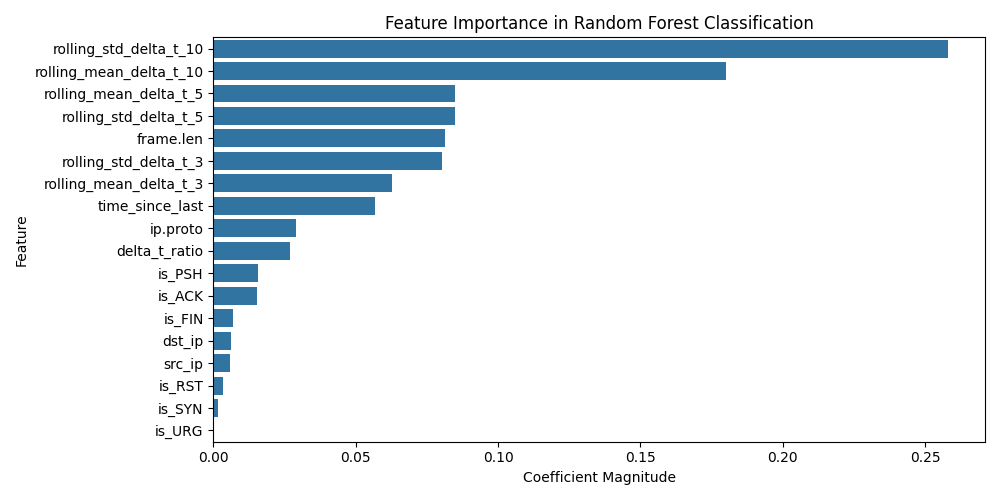 Feature Importance in Random Forest Classification
rolling_std_delta_t_10
rolling_mean_delta_t_10
rolling_mean_delta_t_5
rolling_std_delta_t_5
frame.len
rolling_std_delta_t_3
rolling_mean_delta_t_3
time_since_last
ip.proto
delta_t_ratio
is_PSH
is_ACK
is_FIN
dst_ip
src_ip
is_RST
is_SYN
is_URG
Feature
0.00 0.05 0.10 0.15 0.20 0.25
Coefficient Magnitude